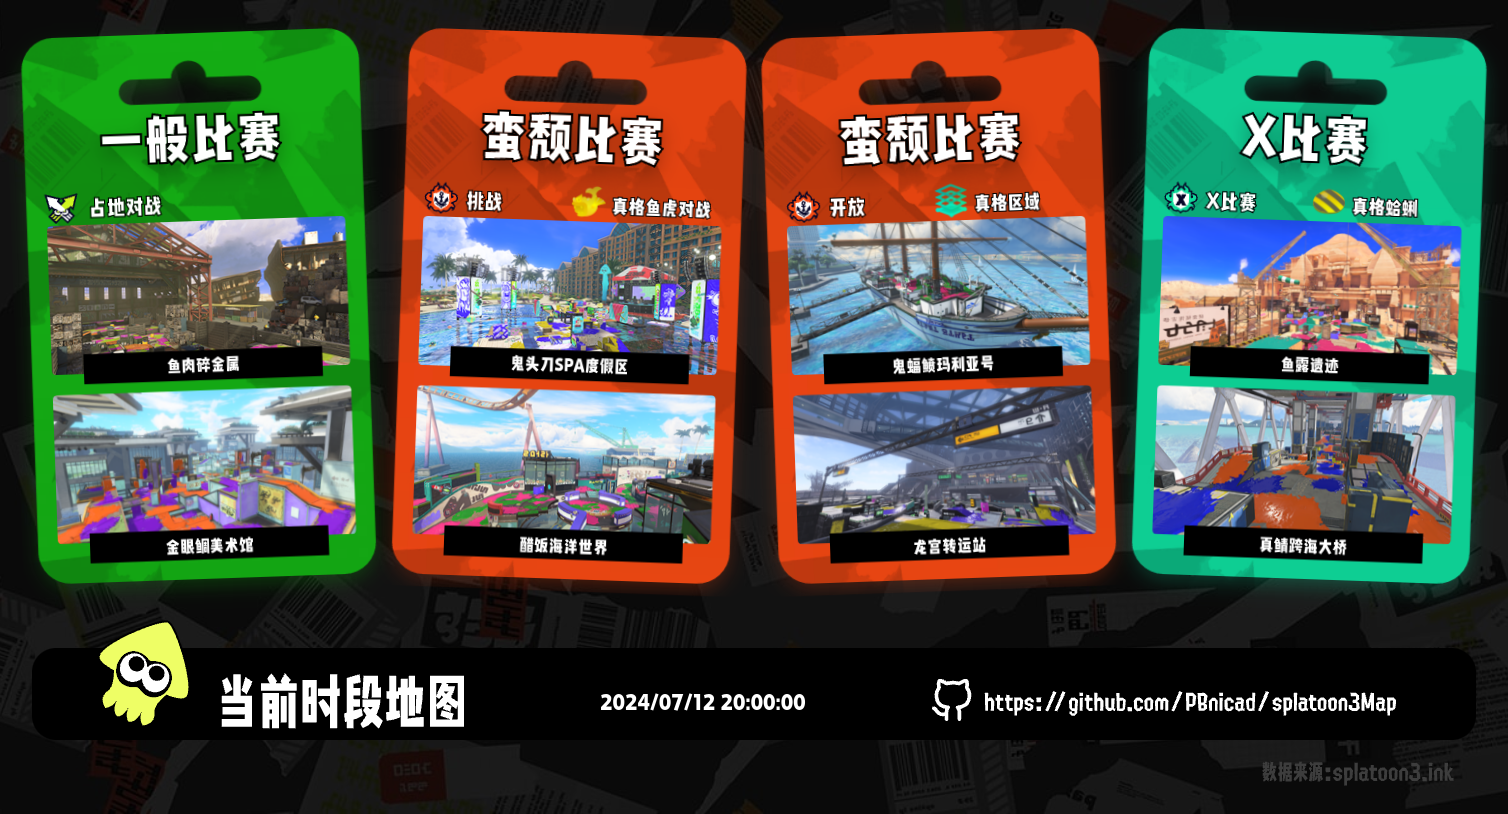 一般比赛
占地对战
鱼肉碎金属
金眼鲷美术馆
蛮颓比赛
挑战
真格鱼虎对战
鬼头刀SPA度假区
醋饭海洋世界
蛮颓比赛
开放
真格区域
鬼蝠鲼玛利亚号
龙宫转运站
X比赛
X比赛
真格蛤蜊
鱼露遗迹
真鲭跨海大桥
当前时段地图
2024/07/12 20:00:00
https://github.com/PBnicad/splatoon3Map
数据来源:splatoon3.ink